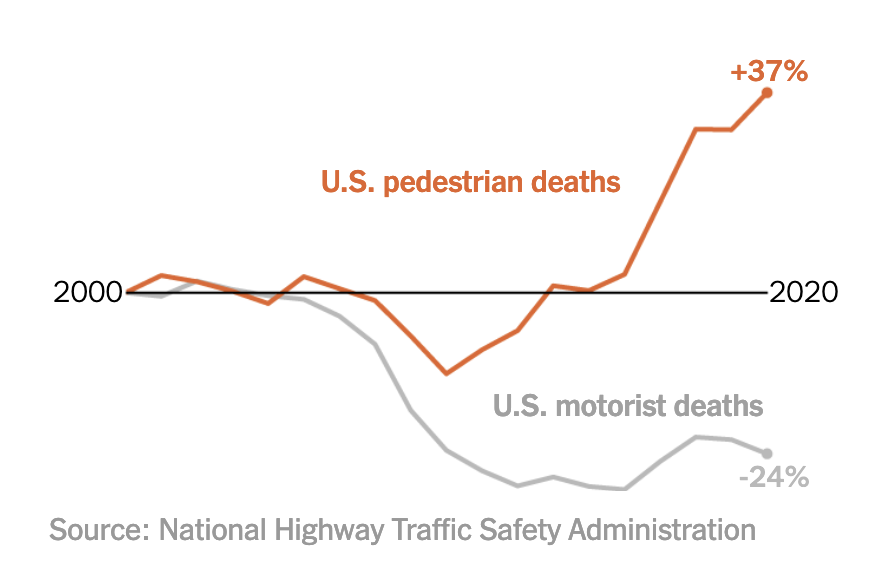 +37%
U.S. pedestrian deaths
2000
2020
U.S. motorist deaths
-24%
Source: National Highway Traffic Safety Administration